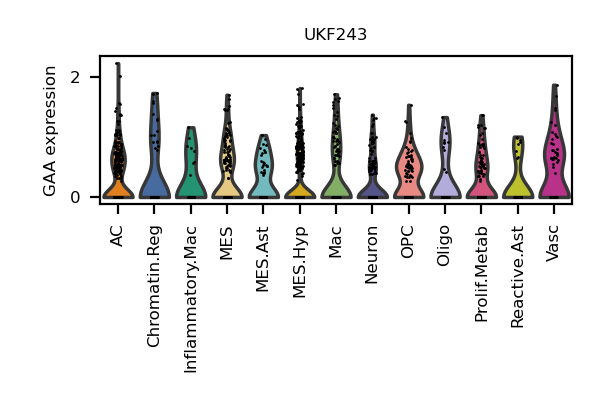 UKF243
GAA expression
2
0
AC
Chromatin.Reg
Inflammatory.Mac
MES
MES.Ast
MES.Hyp
Mac
Neuron
OPC
Oligo
Prolif.Metab
Reactive.Ast
Vasc